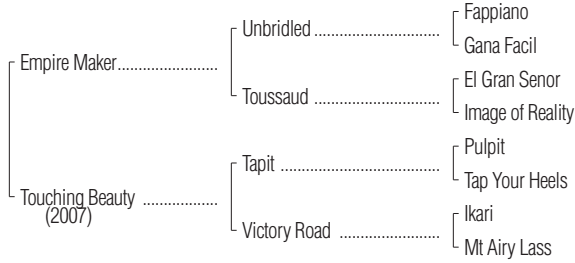 Fappiano
Unbridled
Gana Facil
Empire Maker
El Gran Senor
Toussaud
Image of Reality
Pulpit
Tapit
Tap Your Heels
Touching Beauty
(2007)
Ikari
Victory Road
Mt Airy Lass